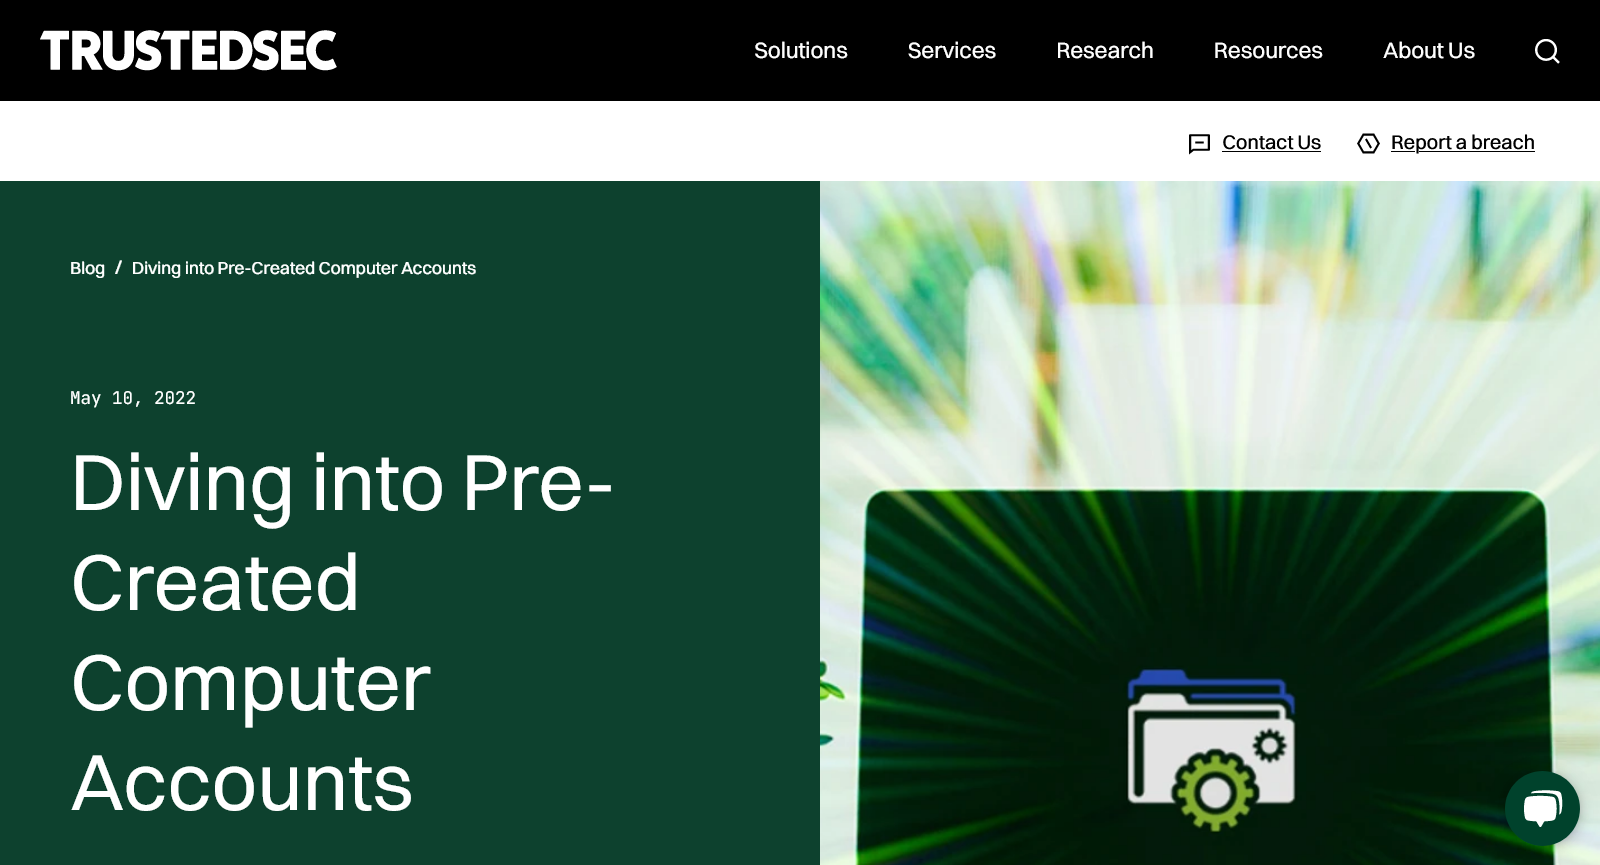 TRUSTEDSEC
Solutions
Services
Research
Resources
About Us
Contact Us
Report a breach
Blog / Diving into Pre-Created Computer Accounts
May 10, 2022
Diving into Pre-
Created
Computer
Accounts